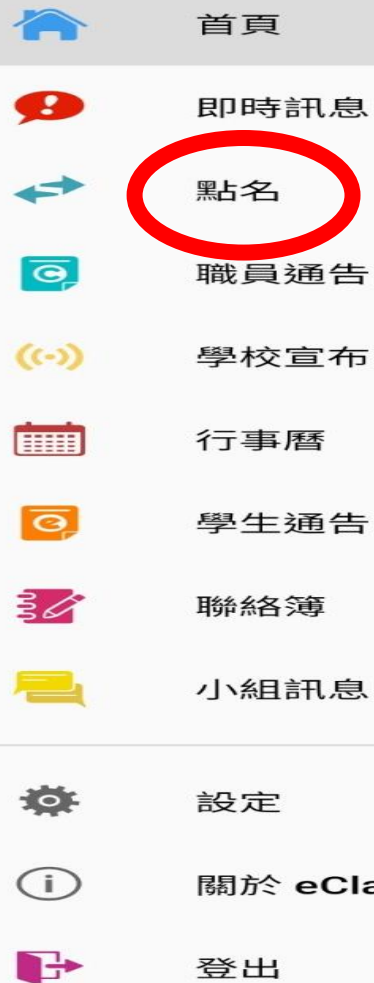 首頁
即時訊息
點名
職員通告
學校宣布
行事曆
學生通告
聯絡簿
小組訊息
設定
關於 eCla
登出